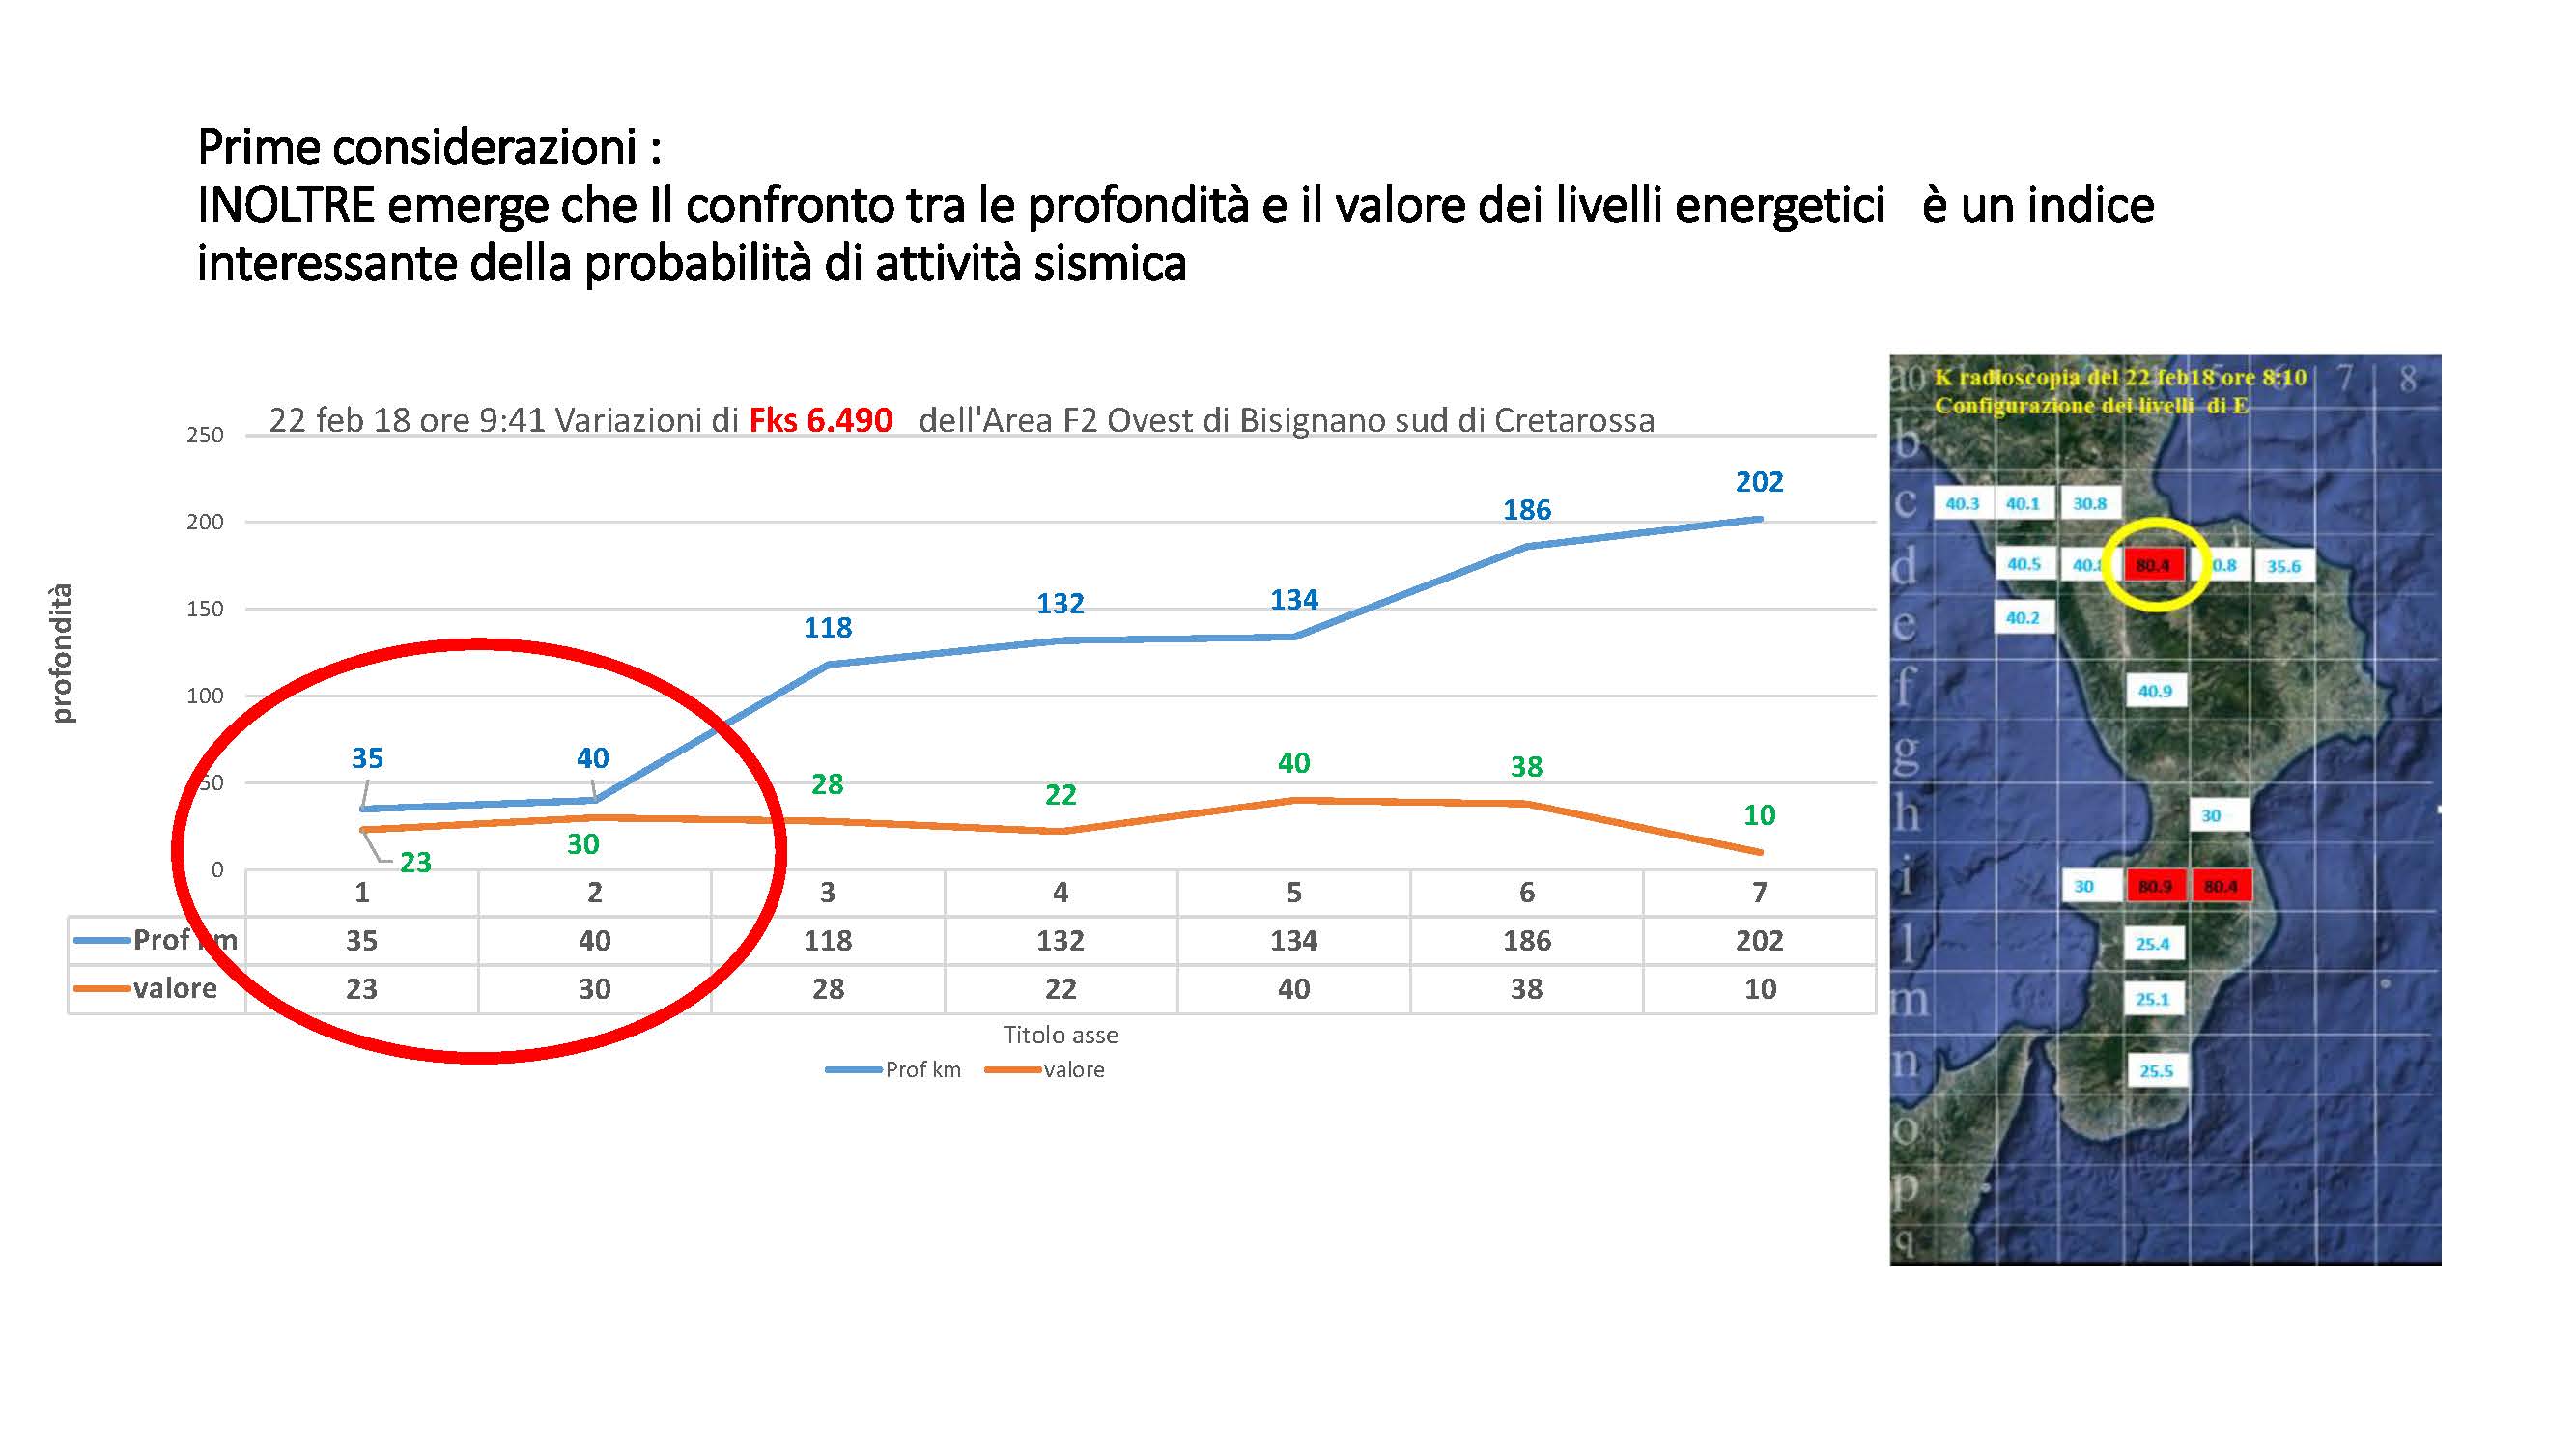 Prime considerazioni :
INOLTRE emerge che Il confronto tra le profondità e il valore dei livelli energetici è un indice
interessante della probabilità di attività sismica
22 feb 18 ore 9:41 Variazioni di Fks 6.490 dell'Area F2 Ovest di Bisignano sud di Cretarossa
250
200
150
100
50
0
profondità
35
40
118
132
134
186
202
23
30
28
22
40
38
10
1 2 3 4 5 6 7
Prof km 35 40 118 132 134 186 202
valore 23 30 28 22 40 38 10
Titolo asse
Prof km valore
K radioscopia del 22 feb18 ore 8:10
Configurazione dei livelli di E
a0 5 6 7 8
b
c 40.3 40.1 30.8
d 40.5 40.8 80.4 0.8 35.6
e 40.2
f 40.9
g
h 30
i 30 80.9 80.4
l 25.4
m 25.1
n 25.5
o
p
q